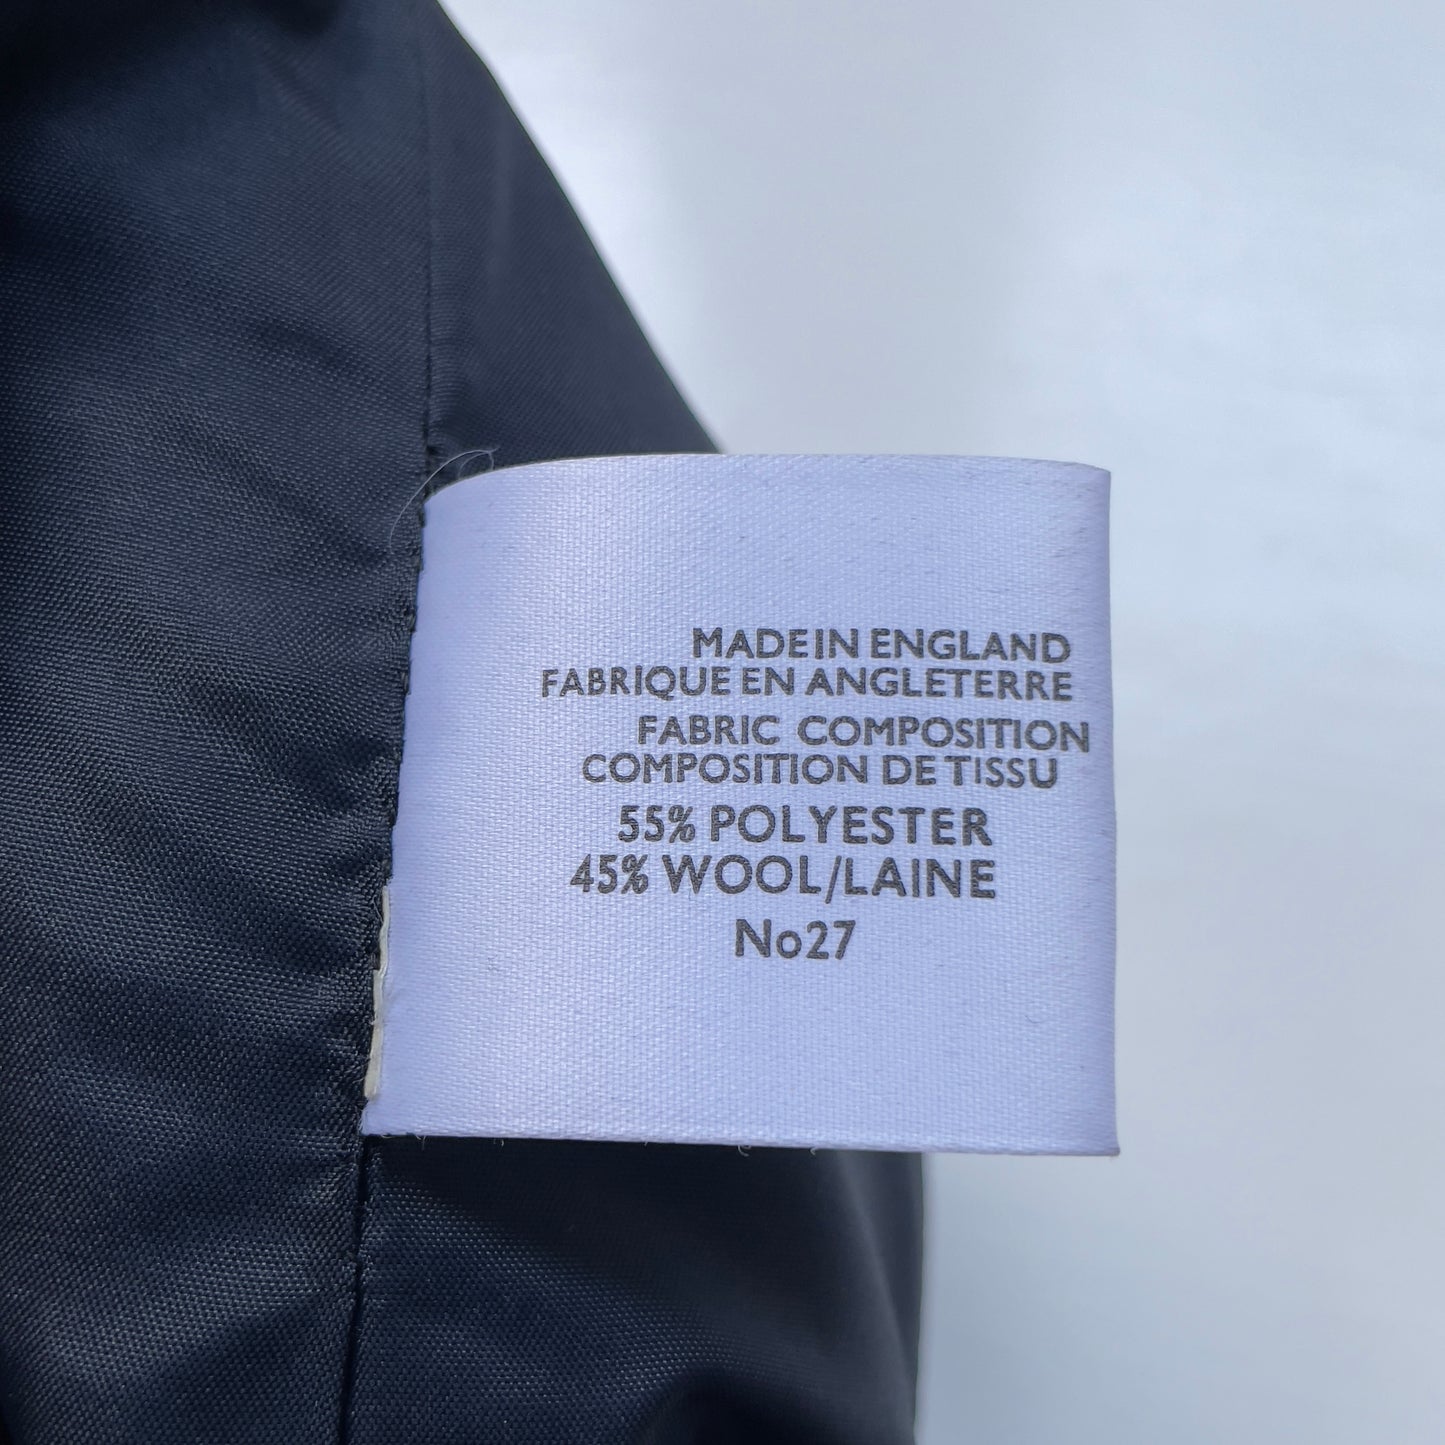 MADE IN ENGLAND
FABRIQUE EN ANGLETERRE
FABRIC COMPOSITION
COMPOSITION DE TISSU
55% POLYESTER
45% WOOL/LAINE
No27